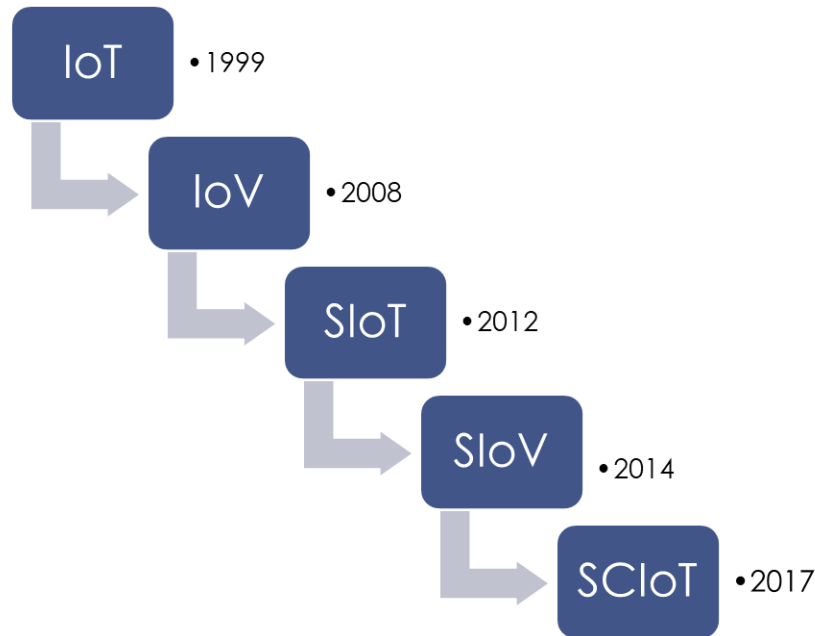 IoT
• 1999
IoV
• 2008
SIoT
• 2012
SIoV
• 2014
SCIoT
• 2017